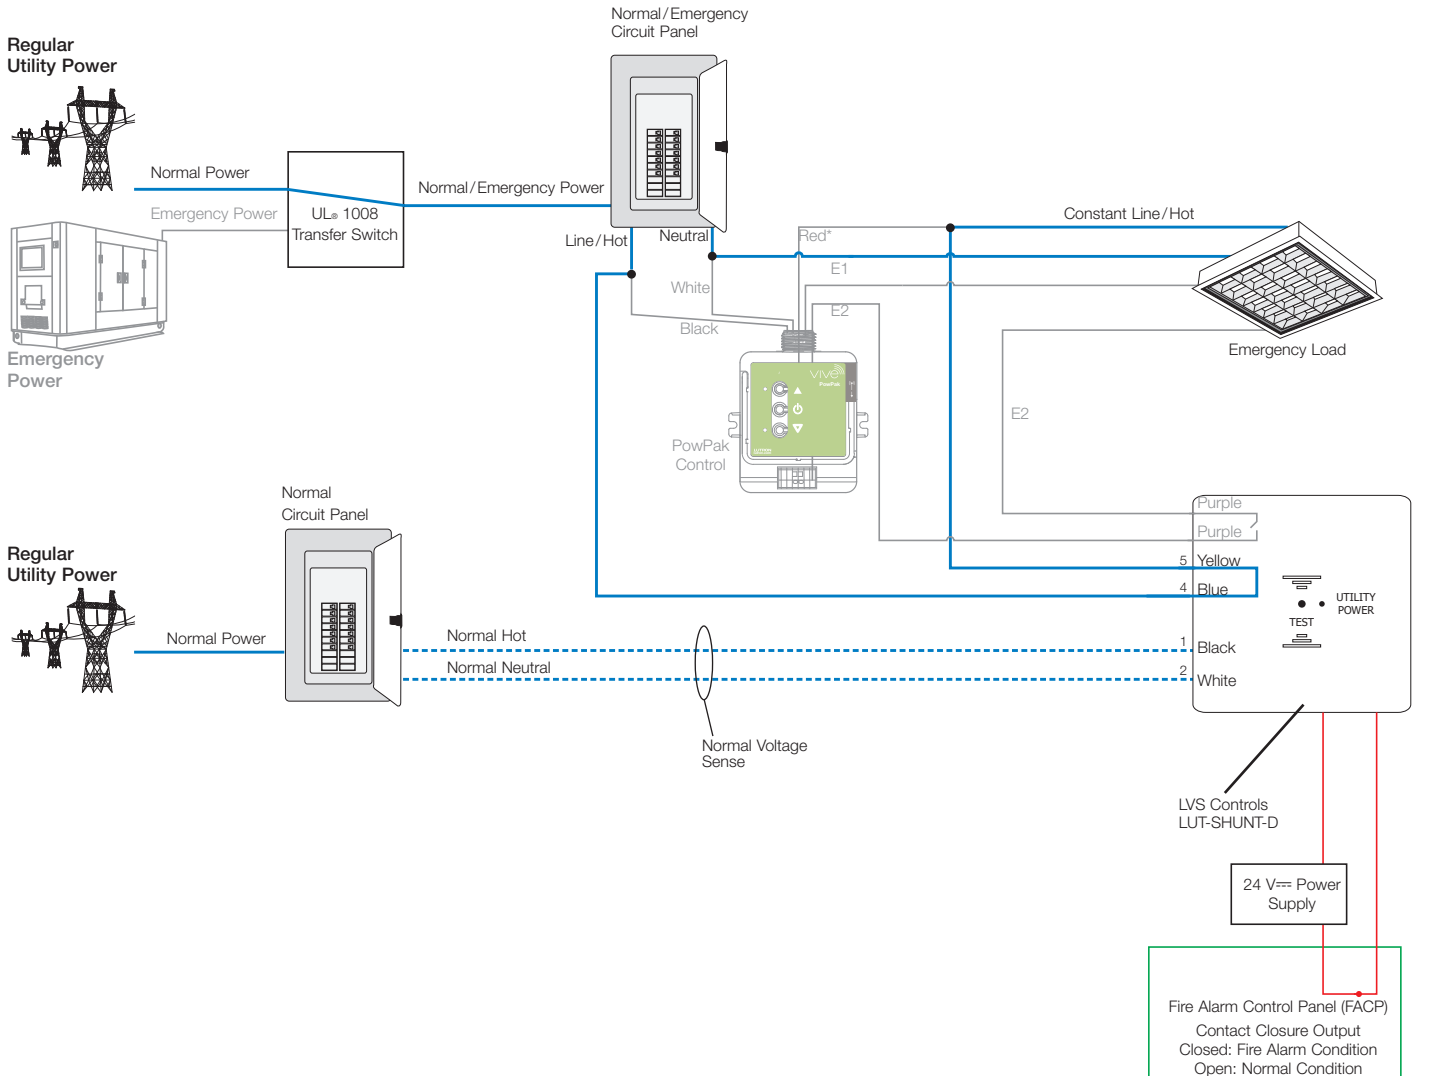 Normal/Emergency
Circuit Panel
Regular
Utility Power
Normal Power
Normal/Emergency Power
Emergency Power
UL® 1008
Transfer Switch
Line/Hot
Neutral
Red*
Constant Line/Hot
E1
White
E2
Black
Emergency
Power
Emergency Load
vive
PowPak
LUTRON
PowPak
Control
E2
Normal
Circuit Panel
Purple
Purple
Regular
Utility Power
5 Yellow
4 Blue
UTILITY
POWER
TEST
Normal Power
Normal Hot
1 Black
Normal Neutral
2 White
Normal Voltage
Sense
LVS Controls
LUT-SHUNT-D
24 V⎓ Power
Supply
Fire Alarm Control Panel (FACP)
Contact Closure Output
Closed: Fire Alarm Condition
Open: Normal Condition